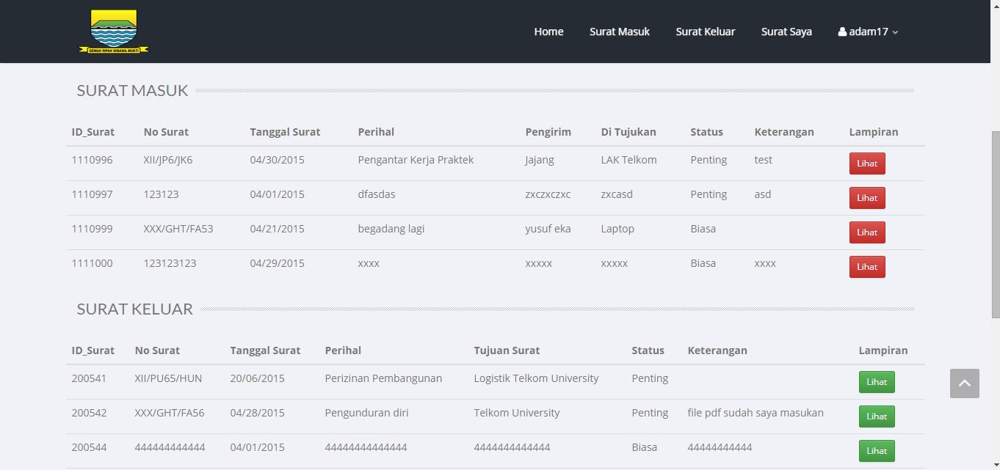 Home Surat Masuk Surat Keluar Surat Saya adam17
GEMAH RIPAH WIBAWA MUKTI
SURAT MASUK
ID_Surat No Surat Tanggal Surat Perihal Pengirim Di Tujukan Status Keterangan Lampiran
1110996 XII/JP6/JK6 04/30/2015 Pengantar Kerja Praktek Jajang LAK Telkom Penting test Lihat
1110997 123123 04/01/2015 dfasdas zxczxczxc zxcasd Penting asd Lihat
1110999 XXX/GHT/FA53 04/21/2015 begadang lagi yusuf eka Laptop Biasa Lihat
1111000 123123123 04/29/2015 xxxx xxxxx xxxxx Biasa xxxx Lihat
SURAT KELUAR
ID_Surat No Surat Tanggal Surat Perihal Tujuan Surat Status Keterangan Lampiran
200541 XII/PU65/HUN 20/06/2015 Perizinan Pembangunan Logistik Telkom University Penting Lihat
200542 XXX/GHT/FA56 04/28/2015 Pengunduran diri Telkom University Penting file pdf sudah saya masukan Lihat
200544 444444444444 04/01/2015 44444444444444 4444444444444 Biasa 44444444444 Lihat